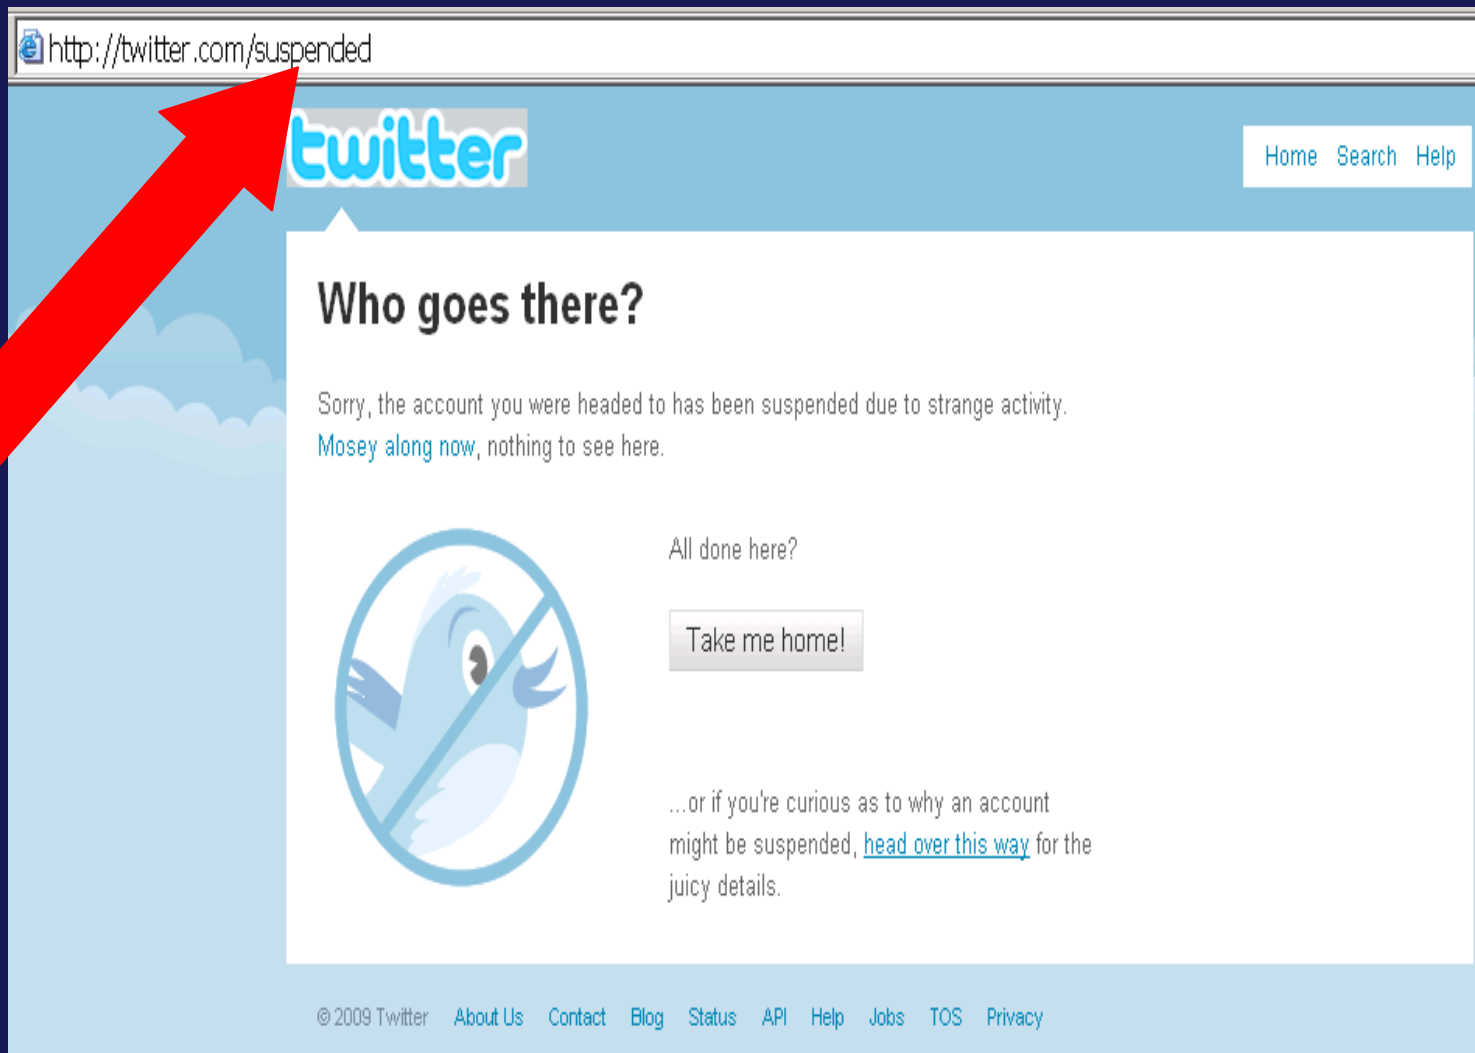 http://twitter.com/suspended
twitter
Home Search Help
Who goes there?
Sorry, the account you were headed to has been suspended due to strange activity.
Mosey along now, nothing to see here.
All done here?
Take me home!
...or if you're curious as to why an account
might be suspended, head over this way for the
juicy details.
© 2009 Twitter About Us Contact Blog Status API Help Jobs TOS Privacy